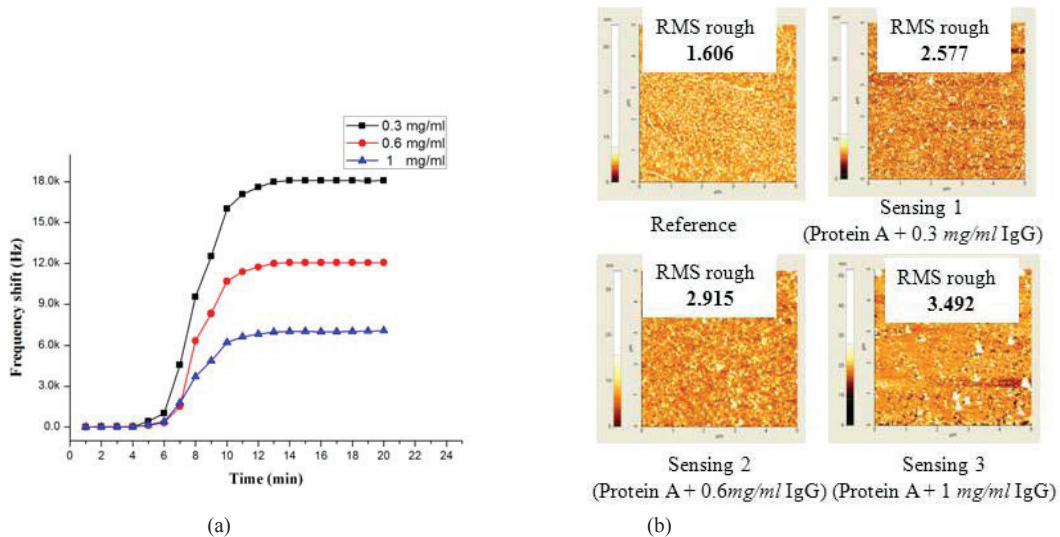 0.3 mg/ml
0.6 mg/ml
1 mg/ml
18.0k
15.0k
12.0k
9.0k
6.0k
3.0k
0.0
Frequency shift (Hz)
0 2 4 6 8 10 12 14 16 18 20 22 24
Time (min)
(a)
RMS rough
1.606
Reference
RMS rough
2.577
Sensing 1
(Protein A + 0.3 mg/ml IgG)
RMS rough
2.915
Sensing 2
(Protein A + 0.6mg/ml IgG)
RMS rough
3.492
Sensing 3
(Protein A + 1 mg/ml IgG)
(b)